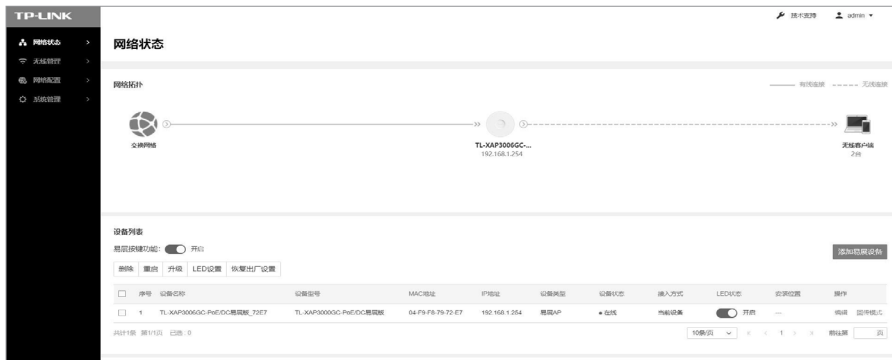 TP-LINK
技术支持 admin
网络状态
无线管理
网络配置
系统管理
网络状态
网络拓扑
有线连接 无线连接
交换网络
TL-XAP3006GC-...
192.168.1.254
无线客户端
2台
设备列表
易展按键功能: 开启
添加易展设备
删除 重启 升级 LED设置 恢复出厂设置
序号 设备名称 设备型号 MAC地址 IP地址 设备类型 设备状态 接入方式 LED状态 安装位置 操作
1 TL-XAP3006GC-PoE/DC易展版_72E7 TL-XAP3000GC-PoE/DC易展版 04-F9-F8-79-72-E7 192.168.1.254 易展AP 在线 当前设备 开启 --- 编辑
共计1条 第1/1页 已选: 0
10条/页 1 前往第 页